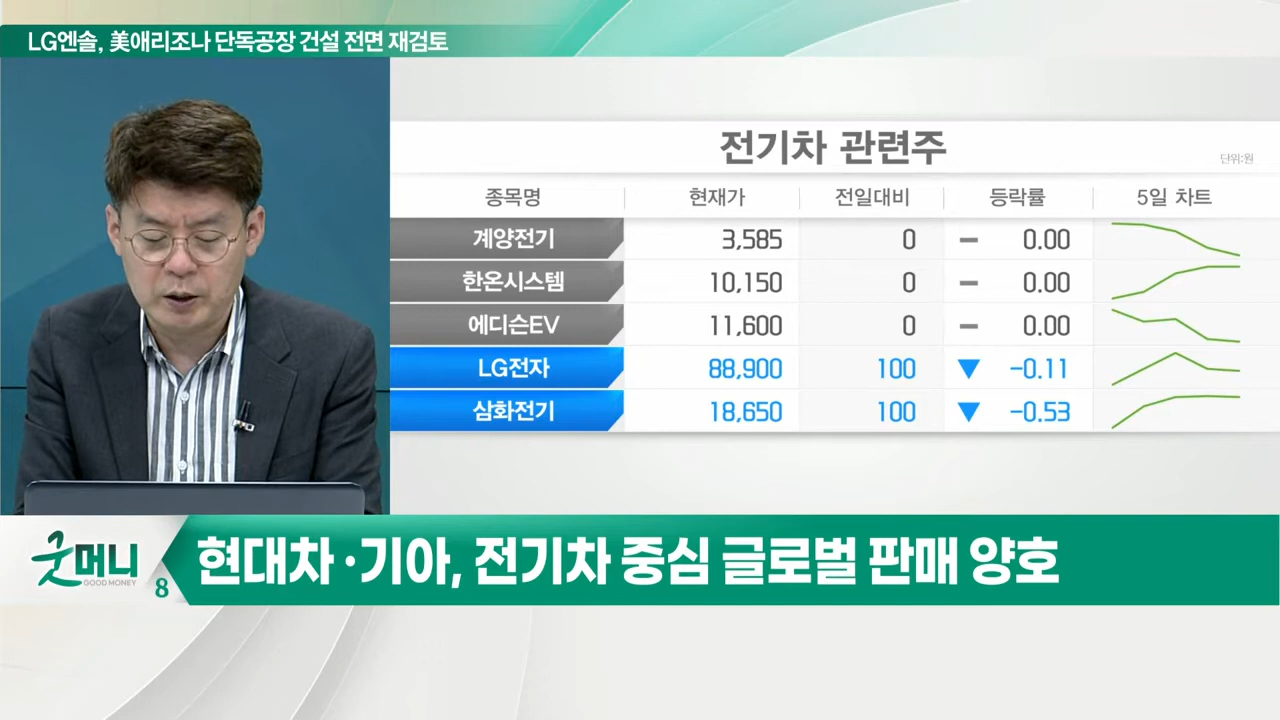 LG엔솔, 美애리조나 단독공장 건설 전면 재검토
전기차 관련주
단위:원
종목명 현재가 전일대비 등락률 5일 차트
계양전기 3,585 0 － 0.00
한온시스템 10,150 0 － 0.00
에디슨EV 11,600 0 － 0.00
LG전자 88,900 100 ▼ -0.11
삼화전기 18,650 100 ▼ -0.53
굿머니
GOOD MONEY
8
현대차·기아, 전기차 중심 글로벌 판매 양호